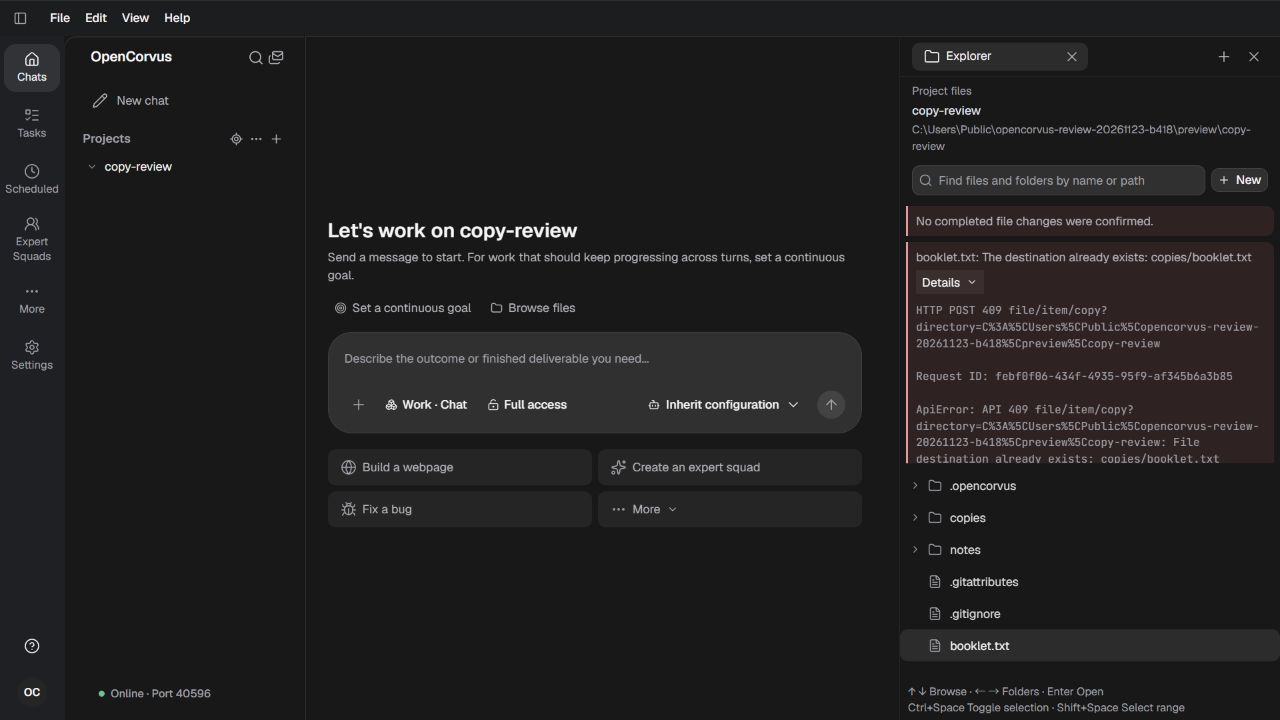 File Edit View Help
Chats
Tasks
Scheduled
Expert
Squads
More
Settings
OC
OpenCorvus
New chat
Projects
copy-review
Online · Port 40596
Let's work on copy-review
Send a message to start. For work that should keep progressing across turns, set a continuous
goal.
Set a continuous goal
Browse files
Describe the outcome or finished deliverable you need...
Work · Chat
Full access
Inherit configuration
Build a webpage
Create an expert squad
Fix a bug
More
Explorer
Project files
copy-review
C:\Users\Public\opencorvus-review-20261123-b418\preview\copy-
review
Find files and folders by name or path
New
No completed file changes were confirmed.
booklet.txt: The destination already exists: copies/booklet.txt
Details
HTTP POST 409 file/item/copy?
directory=C%3A%5CUsers%5CPublic%5Copencorvus-review-
20261123-b418%5Cpreview%5Ccopy-review
Request ID: febf0f06-434f-4935-95f9-af345b6a3b85
ApiError: API 409 file/item/copy?
directory=C%3A%5CUsers%5CPublic%5Copencorvus-review-
20261123-b418%5Cpreview%5Ccopy-review: File
destination already exists: copies/booklet.txt
.opencorvus
copies
notes
.gitattributes
.gitignore
booklet.txt
↑↓ Browse · ←→ Folders · Enter Open
Ctrl+Space Toggle selection · Shift+Space Select range